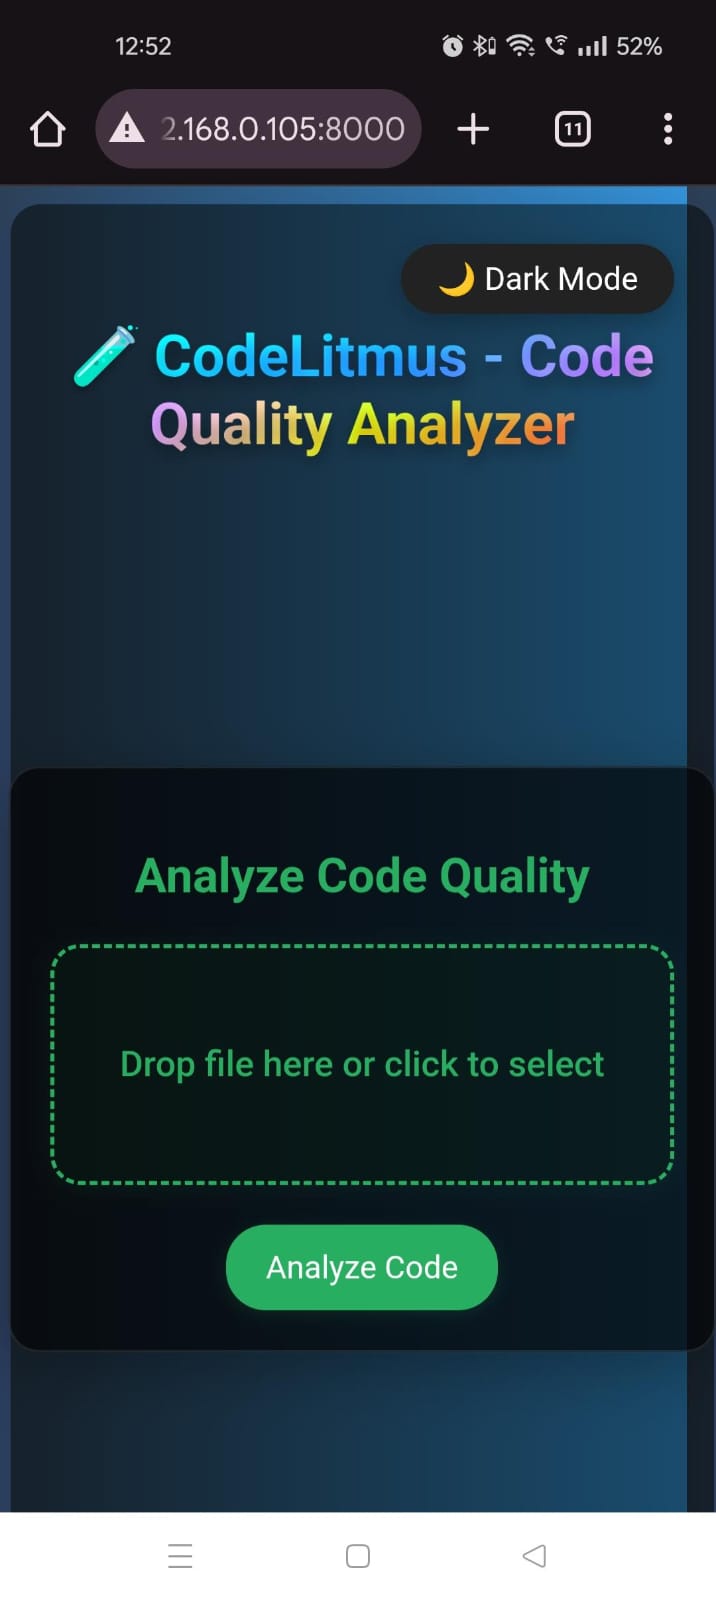 12:52
52%
2.168.0.105:8000
11
🌙 Dark Mode
🧪 CodeLitmus - Code
Quality Analyzer
Analyze Code Quality
Drop file here or click to select
Analyze Code